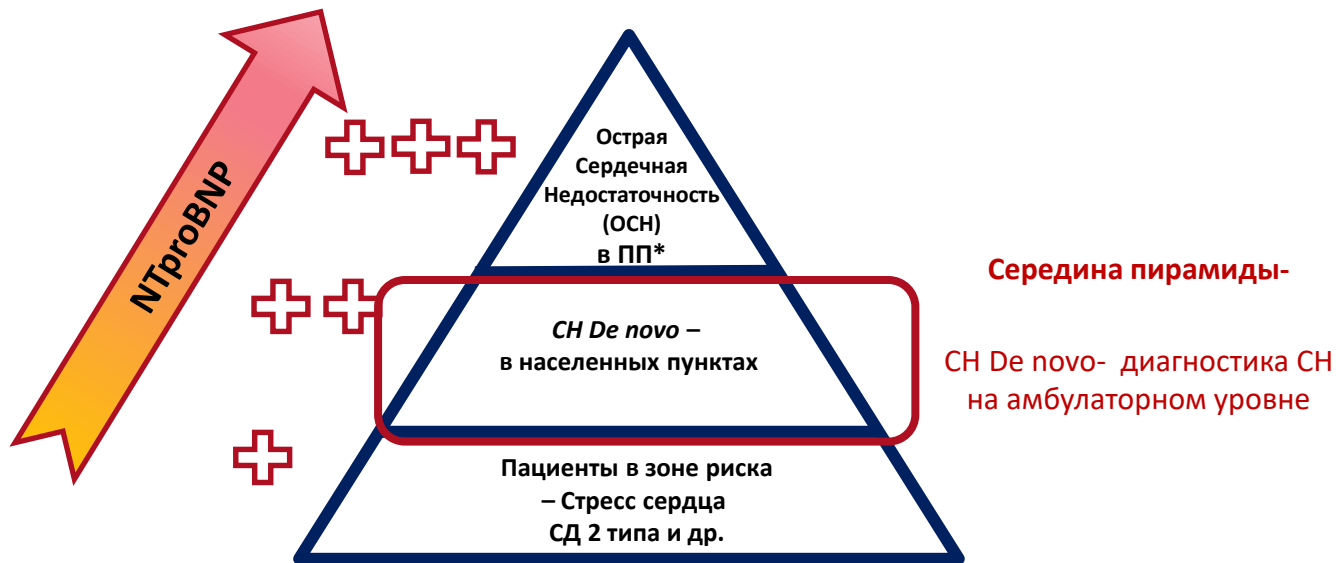 NTproBNP
Острая
Сердечная
Недостаточность
(ОСН)
в ПП*
СН De novo –
в населенных пунктах
Пациенты в зоне риска
– Стресс сердца
СД 2 типа и др.
Середина пирамиды-
СН De novo- диагностика СН
на амбулаторном уровне